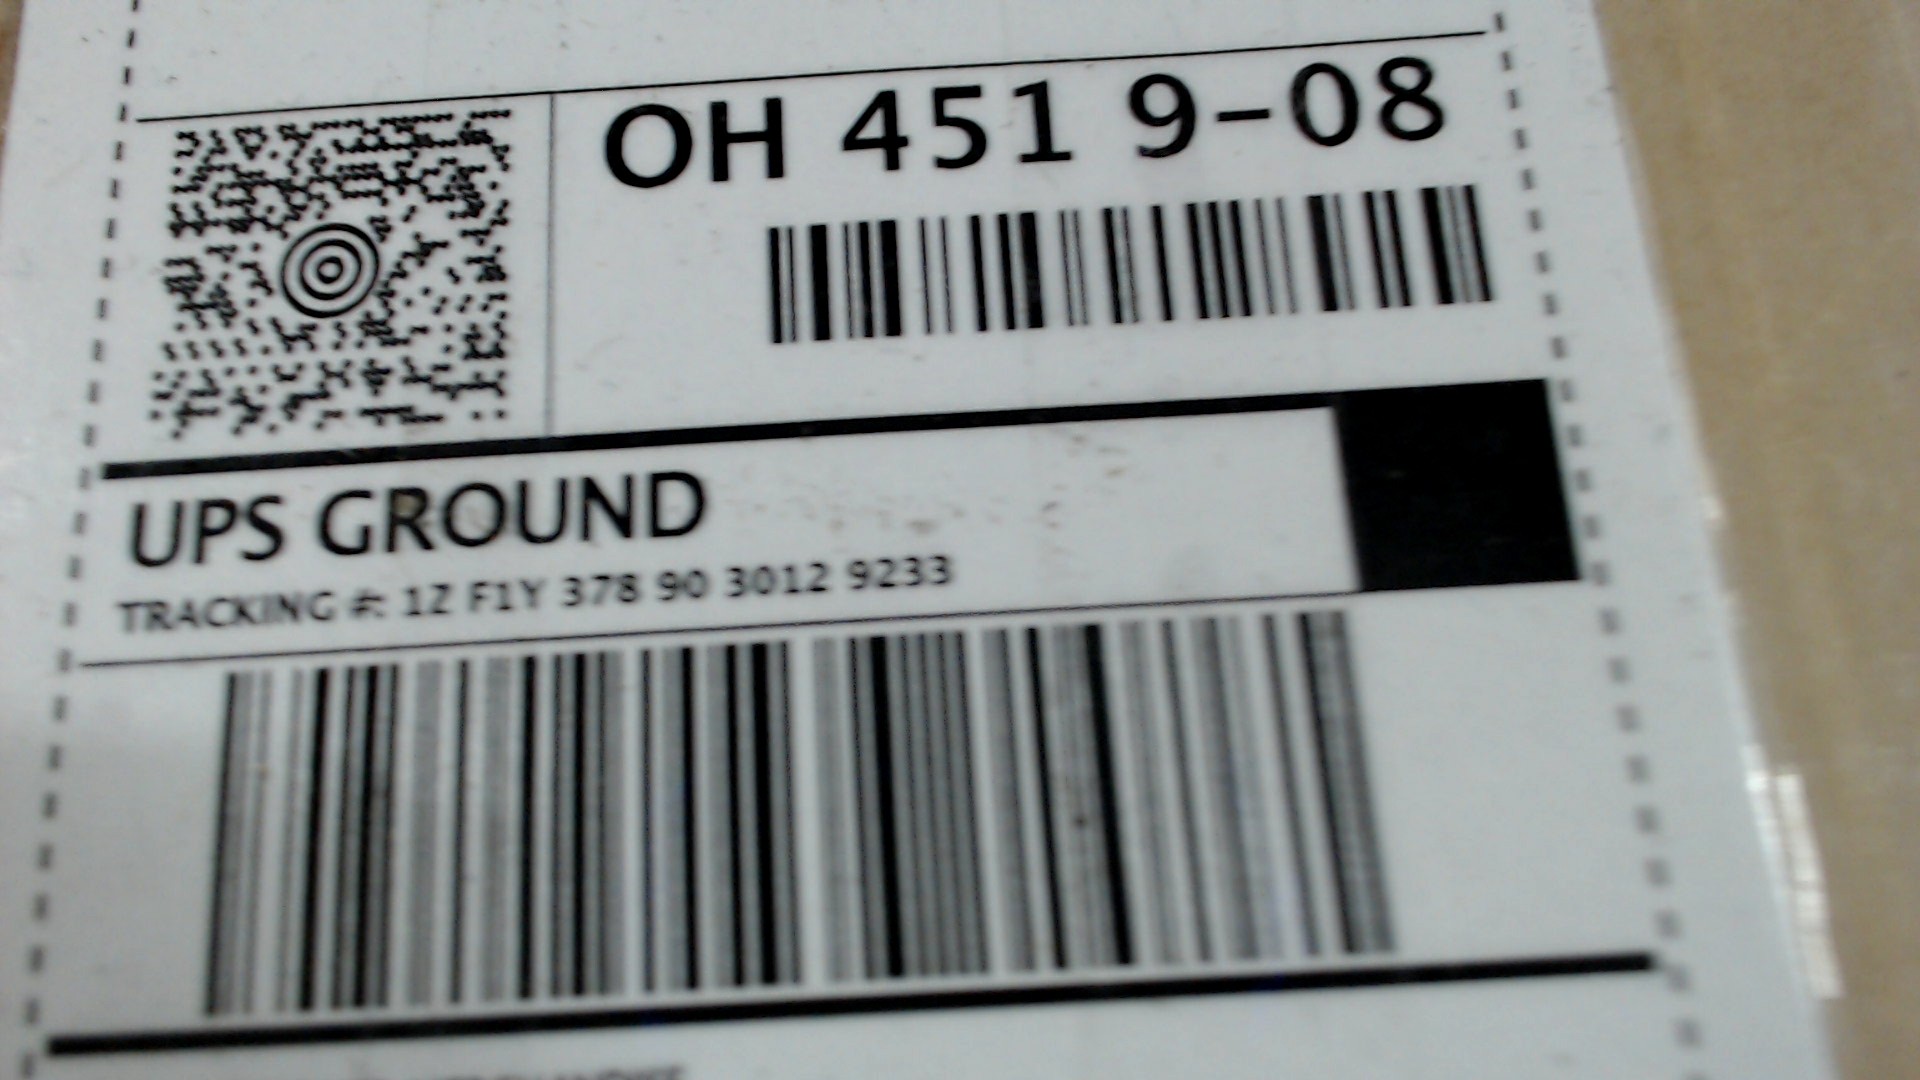 OH 451 9-08
UPS GROUND
TRACKING #: 1Z F1Y 378 90 3012 9233